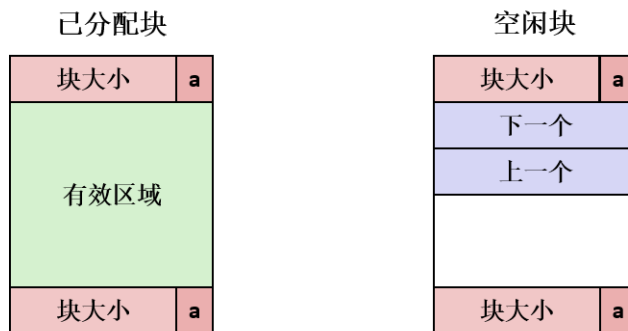 已分配块
块大小 a
有效区域
块大小 a
空闲块
块大小 a
下一个
上一个
块大小 a